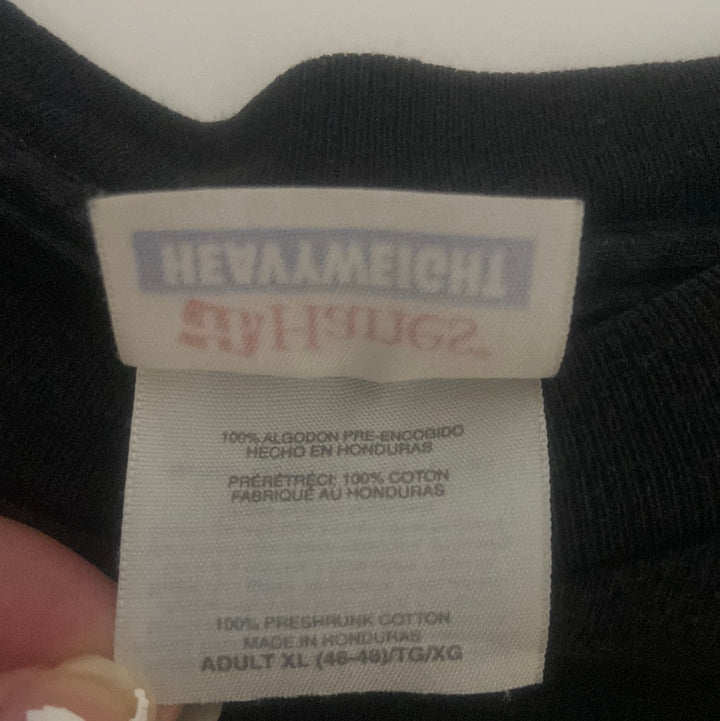 HEAVYWEIGHT
Hanes
100% ALGODON PRE-ENCOGIDO
HECHO EN HONDURAS
PRÉRÉTRÉCI: 100% COTON
FABRIQUÉ AU HONDURAS
100% PRESHRUNK COTTON
MADE IN HONDURAS
ADULT XL (46-48)/TG/XG